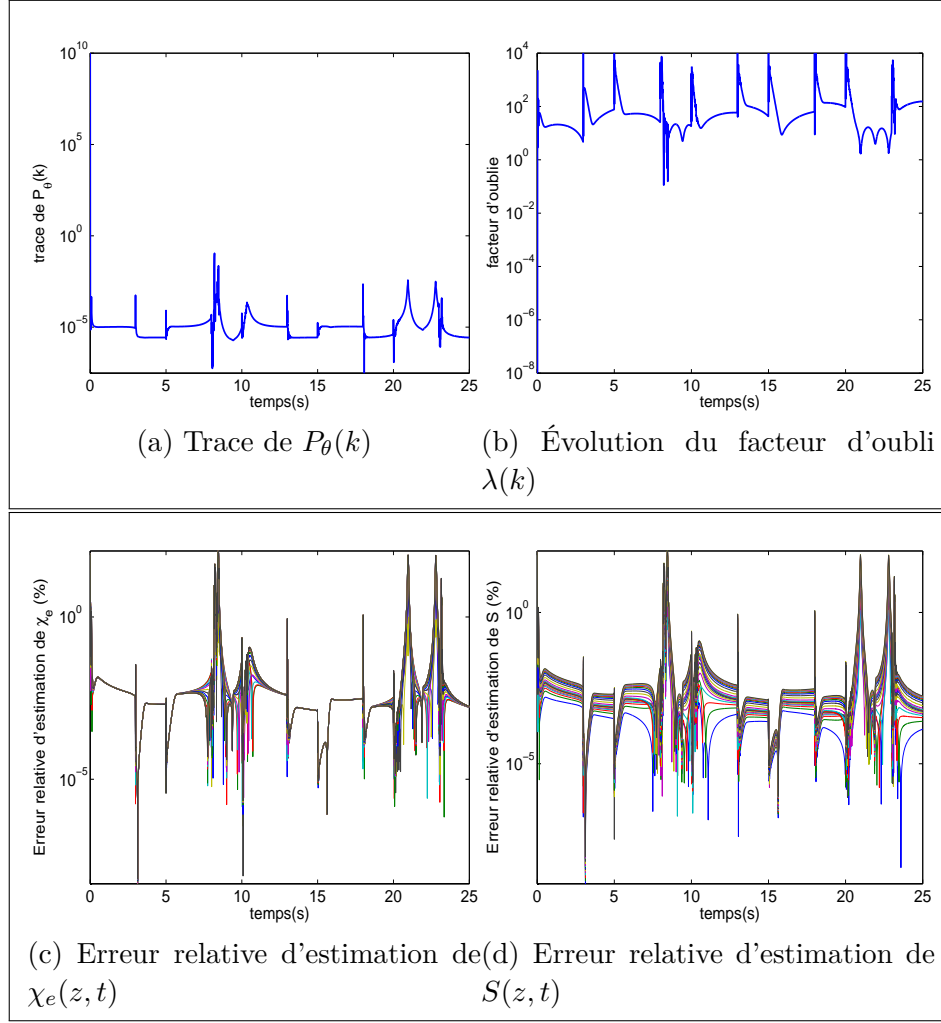 10^10
10^5
10^0
10^−5
trace de P_θ(k)
0 5 10 15 20 25
temps(s)
(a) Trace de P_θ(k)
10^4
10^2
10^0
10^−2
10^−4
10^−6
10^−8
facteur d'oublie
0 5 10 15 20 25
temps(s)
(b) Évolution du facteur d'oubli
λ(k)
10^0
10^−5
Erreur relative d'estimation de χ_e (%)
0 5 10 15 20 25
temps(s)
(c) Erreur relative d'estimation de
χ_e(z, t)
10^0
10^−5
Erreur relative d'estimation de S (%)
0 5 10 15 20 25
temps(s)
(d) Erreur relative d'estimation de
S(z, t)